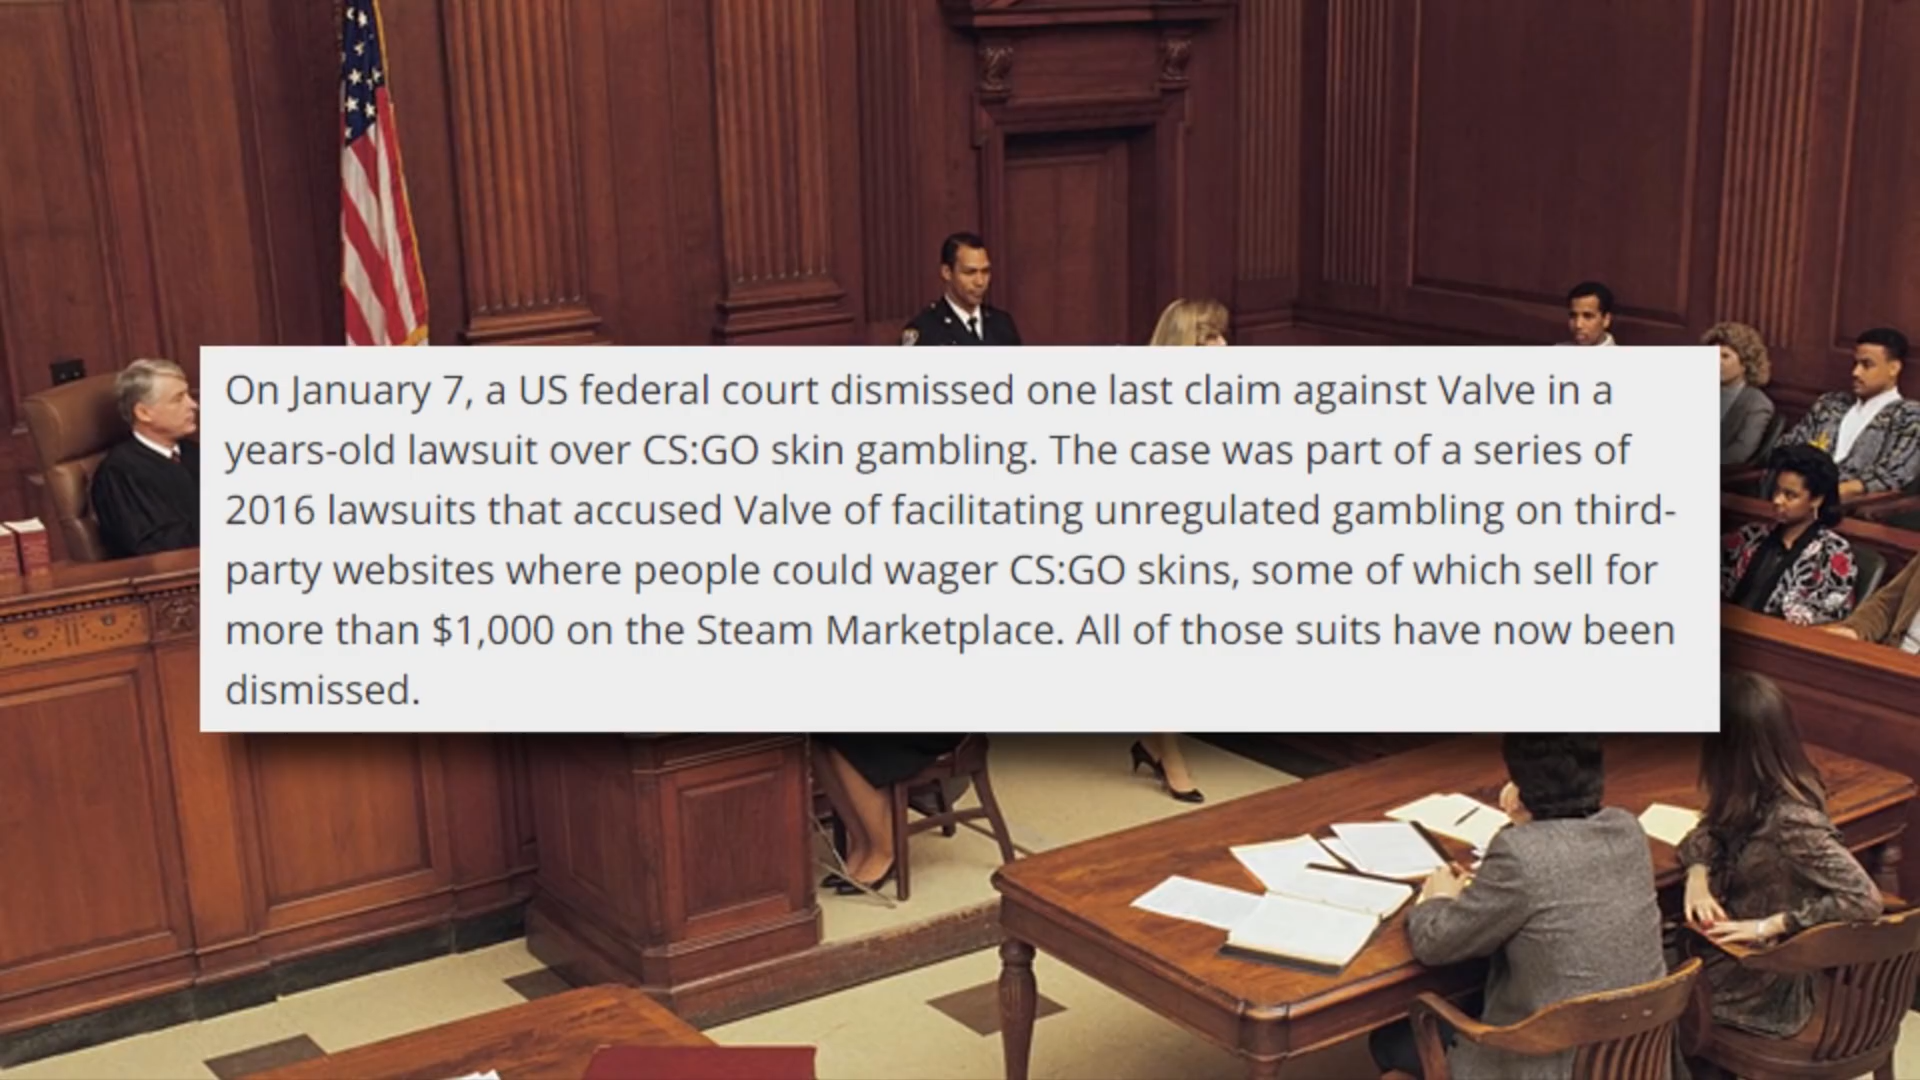 On January 7, a US federal court dismissed one last claim against Valve in a
years-old lawsuit over CS:GO skin gambling. The case was part of a series of
2016 lawsuits that accused Valve of facilitating unregulated gambling on third-
party websites where people could wager CS:GO skins, some of which sell for
more than $1,000 on the Steam Marketplace. All of those suits have now been
dismissed.